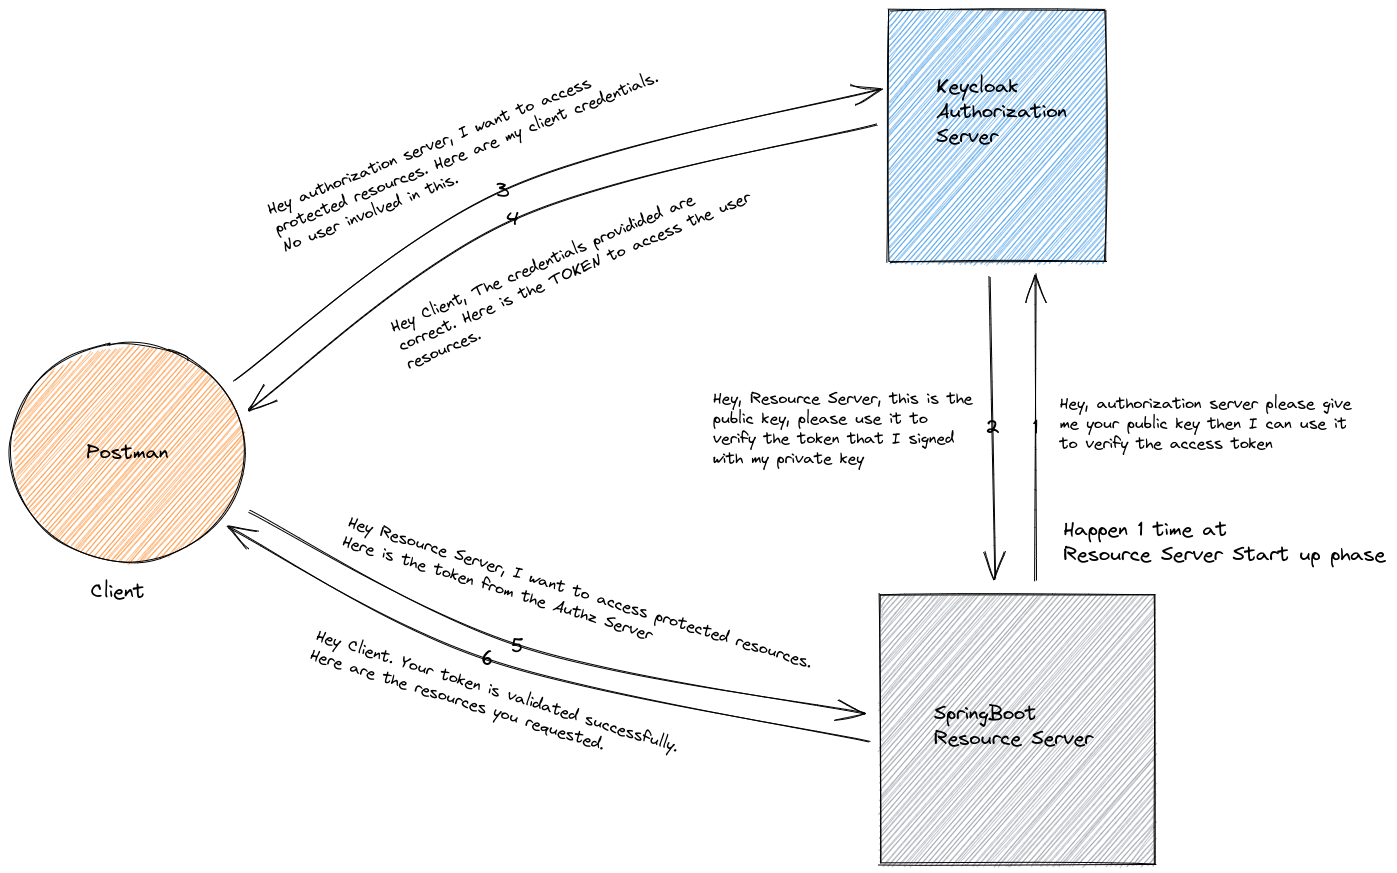 Hey authorization server, I want to access
protected resources. Here are my client credentials.
No user involved in this.
3
4
Hey Client, The credentials providided are
correct. Here is the TOKEN to access the user
resources.
Keycloak
Authorization
Server
Hey, Resource Server, this is the
public key, please use it to
verify the token that I signed
with my private key
2
1
Hey, authorization server please give
me your public key then I can use it
to verify the access token
Happen 1 time at
Resource Server Start up phase
Postman
Client
Hey Resource Server, I want to access protected resources.
Here is the token from the Authz Server
5
6
Hey Client. Your token is validated successfully.
Here are the resources you requested.
SpringBoot
Resource Server